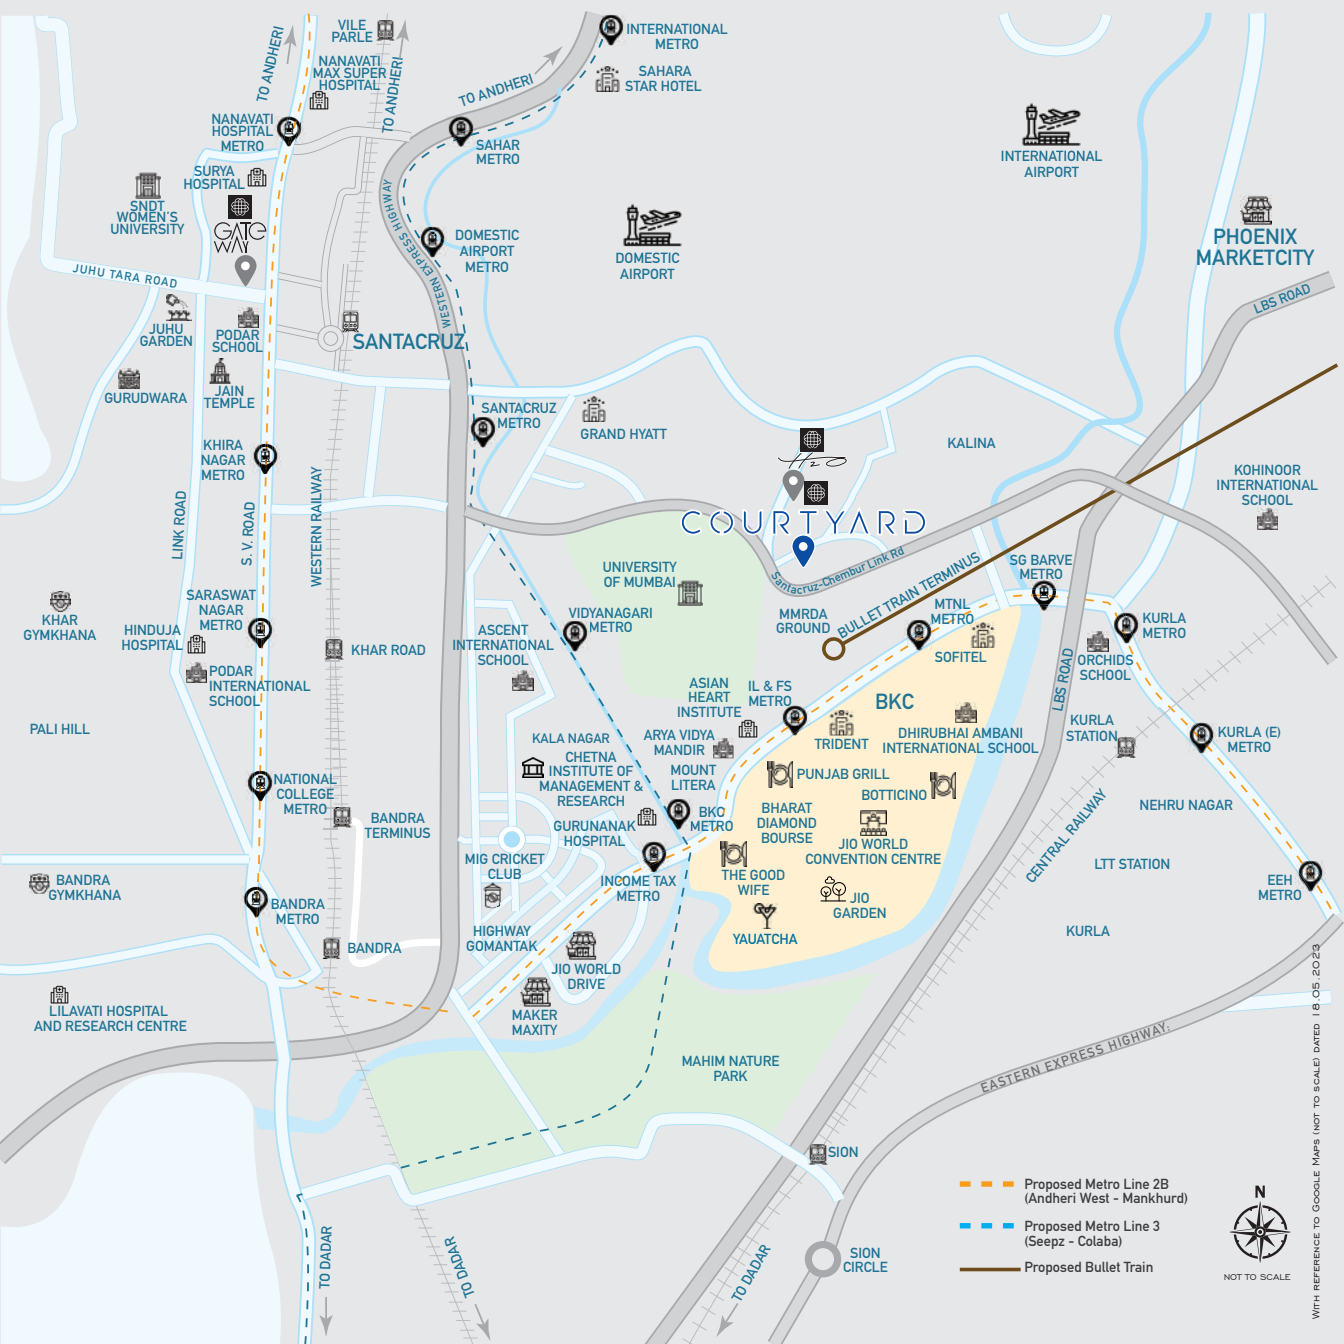 VILE
PARLE
TO ANDHERI
TO ANDHERI
NANAVATI
MAX SUPER
HOSPITAL
NANAVATI
HOSPITAL
METRO
INTERNATIONAL
METRO
SAHARA
STAR HOTEL
TO ANDHERI
SAHAR
METRO
INTERNATIONAL
AIRPORT
SURYA
HOSPITAL
SNDT
WOMEN'S
UNIVERSITY
GATE
WAY
WESTERN EXPRESS HIGHWAY
DOMESTIC
AIRPORT
METRO
DOMESTIC
AIRPORT
PHOENIX
MARKETCITY
JUHU TARA ROAD
LBS ROAD
JUHU
GARDEN
PODAR
SCHOOL
SANTACRUZ
GURUDWARA
JAIN
TEMPLE
SANTACRUZ
METRO
GRAND HYATT
KHIRA
NAGAR
METRO
H2O
KALINA
KOHINOOR
INTERNATIONAL
SCHOOL
LINK ROAD
S. V. ROAD
WESTERN RAILWAY
COURTYARD
Santacruz-Chembur Link Rd
UNIVERSITY
OF MUMBAI
BULLET TRAIN TERMINUS
SG BARVE
METRO
SARASWAT
NAGAR
METRO
KHAR
GYMKHANA
HINDUJA
HOSPITAL
VIDYANAGARI
METRO
MMRDA
GROUND
MTNL
METRO
KURLA
METRO
ASCENT
INTERNATIONAL
SCHOOL
KHAR ROAD
SOFITEL
ORCHIDS
SCHOOL
LBS ROAD
PODAR
INTERNATIONAL
SCHOOL
ASIAN
HEART
INSTITUTE
IL & FS
METRO
BKC
PALI HILL
KALA NAGAR
ARYA VIDYA
MANDIR
TRIDENT
DHIRUBHAI AMBANI
INTERNATIONAL SCHOOL
KURLA
STATION
KURLA (E)
METRO
CHETNA
INSTITUTE OF
MANAGEMENT &
RESEARCH
MOUNT
LITERA
PUNJAB GRILL
BOTTICINO
NATIONAL
COLLEGE
METRO
BANDRA
TERMINUS
GURUNANAK
HOSPITAL
BKC
METRO
BHARAT
DIAMOND
BOURSE
JIO WORLD
CONVENTION CENTRE
NEHRU NAGAR
CENTRAL RAILWAY
LTT STATION
MIG CRICKET
CLUB
INCOME TAX
METRO
THE GOOD
WIFE
JIO
GARDEN
EEH
METRO
BANDRA
GYMKHANA
BANDRA
METRO
HIGHWAY
GOMANTAK
YAUATCHA
KURLA
BANDRA
JIO WORLD
DRIVE
LILAVATI HOSPITAL
AND RESEARCH CENTRE
MAKER
MAXITY
MAHIM NATURE
PARK
EASTERN EXPRESS HIGHWAY
SION
SION
CIRCLE
TO DADAR
TO DADAR
TO DADAR
Proposed Metro Line 2B
(Andheri West - Mankhurd)
Proposed Metro Line 3
(Seepz - Colaba)
Proposed Bullet Train
N
NOT TO SCALE
WITH REFERENCE TO GOOGLE MAPS (NOT TO SCALE) DATED 18.05.2023